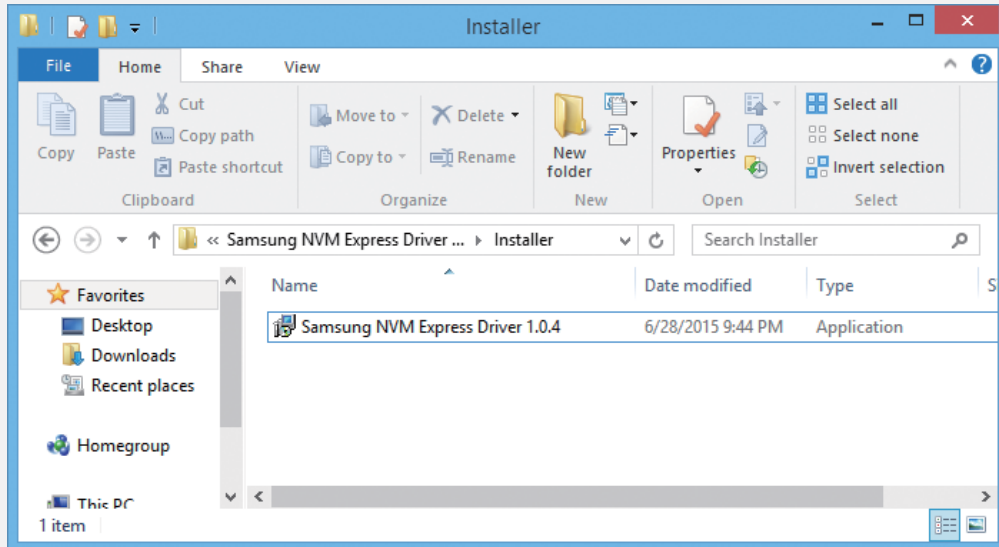 Installer
File Home Share View
Copy
Paste
Cut
Copy path
Paste shortcut
Clipboard
Move to
Copy to
Delete
Rename
Organize
New
folder
New
Properties
Open
Select all
Select none
Invert selection
Select
« Samsung NVM Express Driver ... Installer
Search Installer
Favorites
Desktop
Downloads
Recent places
Homegroup
This PC
Name Date modified Type S
Samsung NVM Express Driver 1.0.4 6/28/2015 9:44 PM Application
1 item